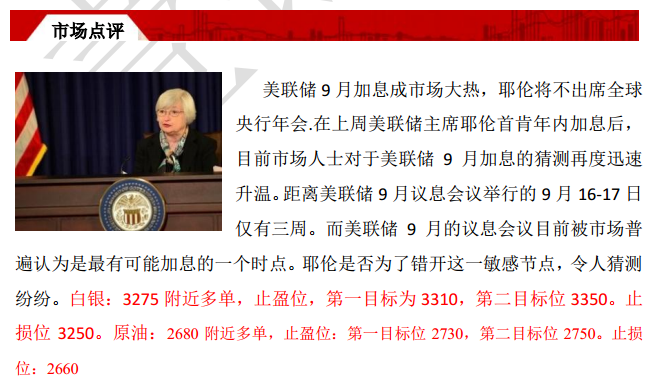 市场点评
美联储 9 月加息成市场大热，耶伦将不出席全球
央行年会.在上周美联储主席耶伦首肯年内加息后，
目前市场人士对于美联储 9 月加息的猜测再度迅速
升温。距离美联储 9 月议息会议举行的 9 月 16-17 日
仅有三周。而美联储 9 月的议息会议目前被市场普
遍认为是最有可能加息的一个时点。耶伦是否为了错开这一敏感节点，令人猜测
纷纷。白银：3275 附近多单，止盈位，第一目标为 3310，第二目标位 3350。止
损位 3250。原油：2680 附近多单，止盈位：第一目标位 2730，第二目标位 2750。止损
位：2660